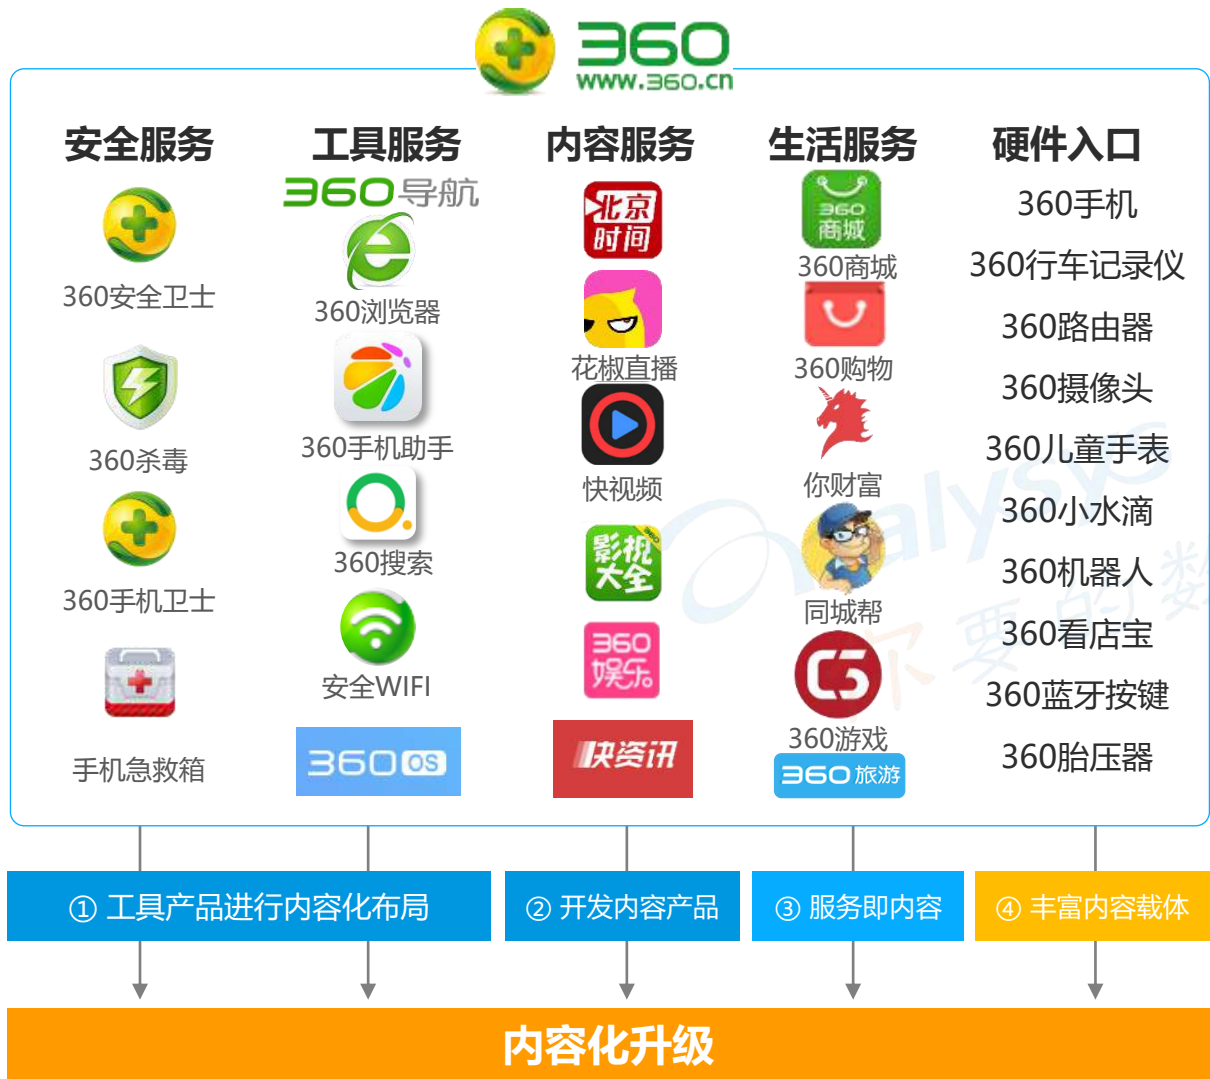 360
www.360.cn
安全服务
360安全卫士
360杀毒
360手机卫士
手机急救箱
工具服务
360导航
360浏览器
360手机助手
360搜索
安全WIFI
360 OS
内容服务
北京
时间
花椒直播
快视频
影视
360
大全
360
娱乐
快资讯
生活服务
360
商城
360商城
360购物
你财富
同城帮
360游戏
360旅游
硬件入口
360手机
360行车记录仪
360路由器
360摄像头
360儿童手表
360小水滴
360机器人
360看店宝
360蓝牙按键
360胎压器
analysys
你要的数
① 工具产品进行内容化布局
② 开发内容产品
③ 服务即内容
④ 丰富内容载体
内容化升级